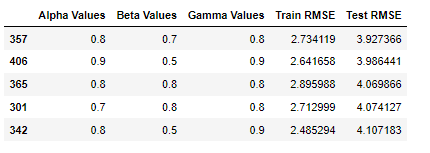 Alpha Values Beta Values Gamma Values Train RMSE Test RMSE
357 0.8 0.7 0.8 2.734119 3.927366
406 0.9 0.5 0.9 2.641658 3.986441
365 0.8 0.8 0.8 2.895988 4.069866
301 0.7 0.8 0.8 2.712999 4.074127
342 0.8 0.5 0.9 2.485294 4.107183